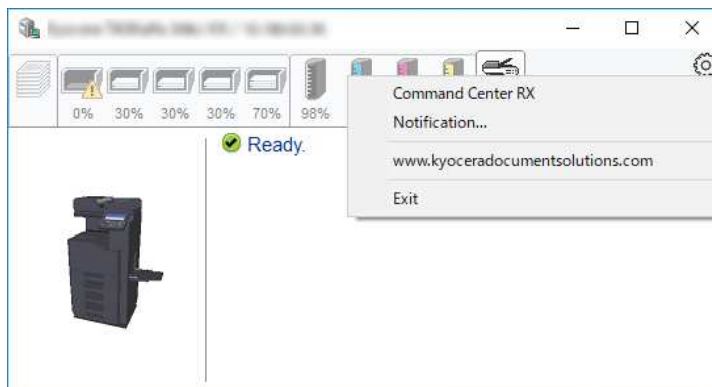 0% 30% 30% 30% 70% 98%
Command Center RX
Notification...
www.kyoceradocumentsolutions.com
Exit
Ready.